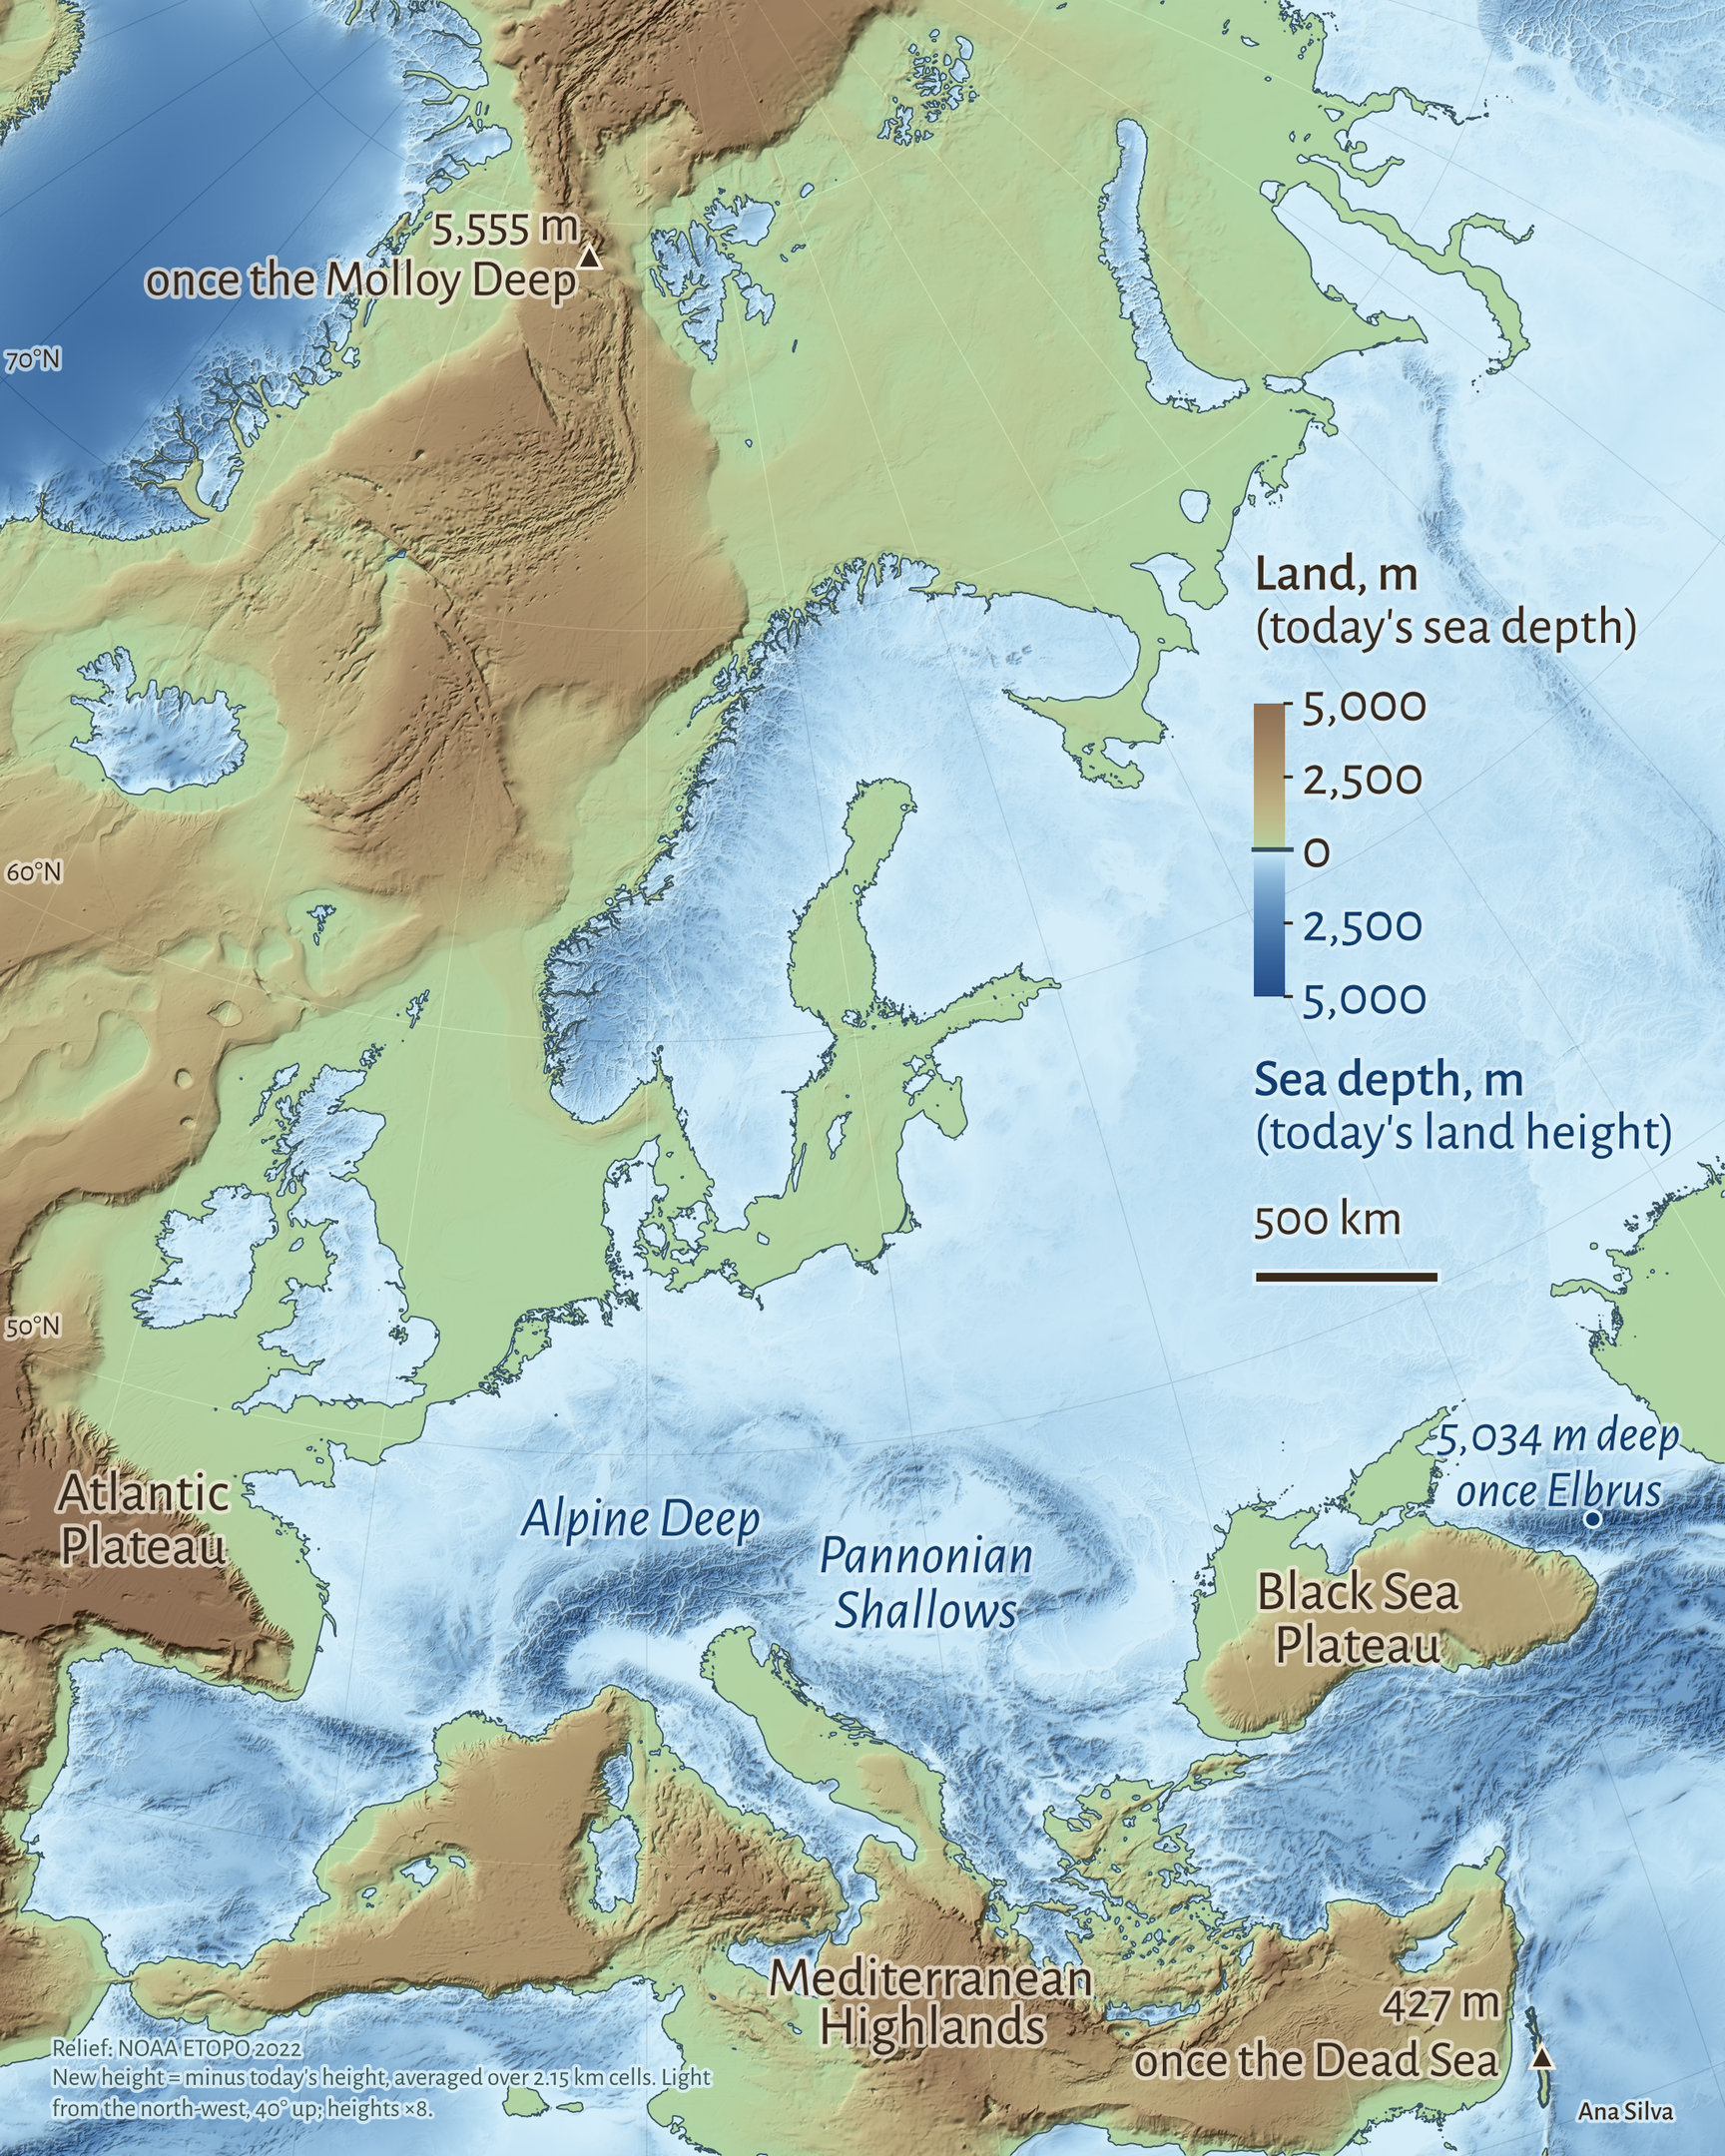 5,555 m
once the Molloy Deep
70°N
Land, m
(today's sea depth)
5,000
2,500
0
2,500
5,000
60°N
Sea depth, m
(today's land height)
500 km
50°N
5,034 m deep
once Elbrus
Atlantic
Plateau
Alpine Deep
Pannonian
Shallows
Black Sea
Plateau
Mediterranean
Highlands
427 m
once the Dead Sea
Relief: NOAA ETOPO 2022
New height = minus today's height, averaged over 2.15 km cells. Light
from the north-west, 40° up; heights ×8.
Ana Silva